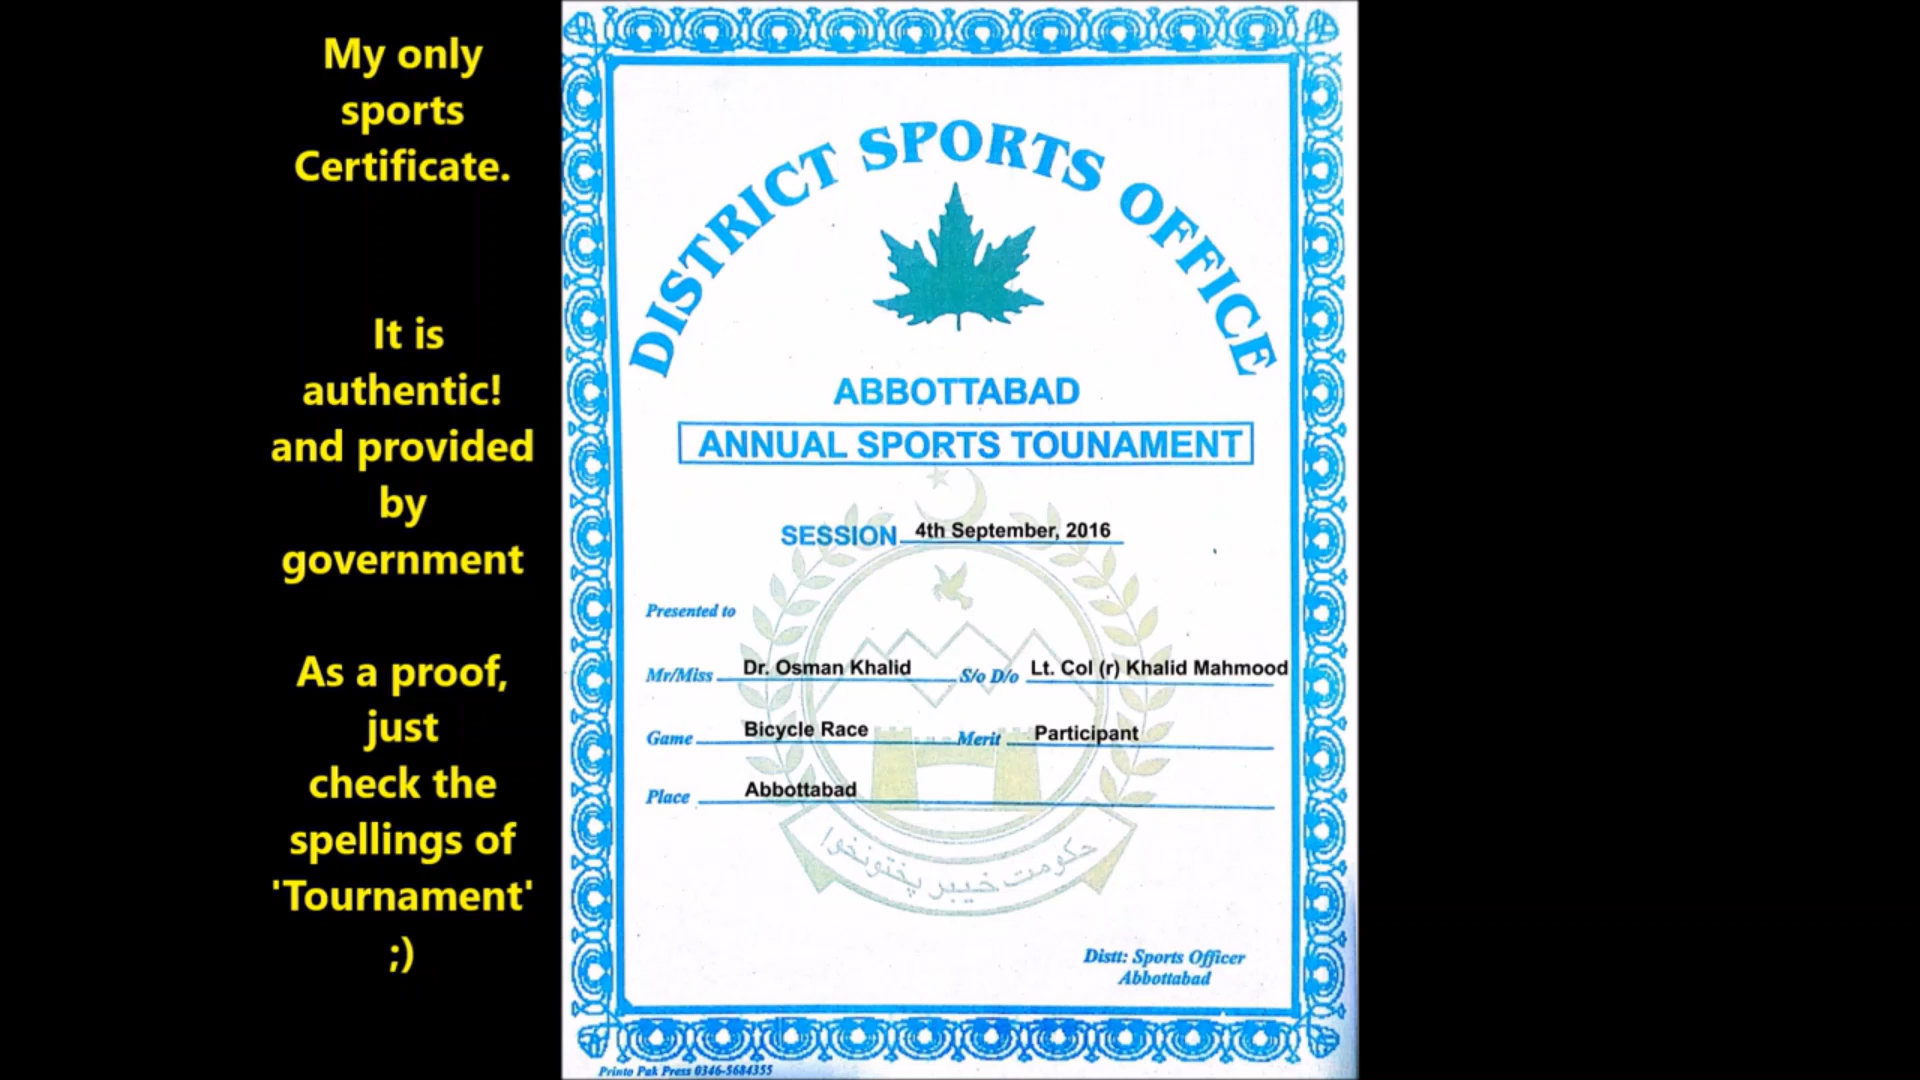 My only
sports
Certificate.
It is
authentic!
and provided
by
government
As a proof,
just
check the
spellings of
'Tournament'
;)
DISTRICT SPORTS OFFICE
ABBOTTABAD
ANNUAL SPORTS TOUNAMENT
SESSION 4th September, 2016
Presented to
Mr/Miss Dr. Osman Khalid S/o D/o Lt. Col (r) Khalid Mahmood
Game Bicycle Race Merit Participant
Place Abbottabad
حکومت خیبر پختونخوا
Distt: Sports Officer
Abbottabad
Printo Pak Press 0346-5684355